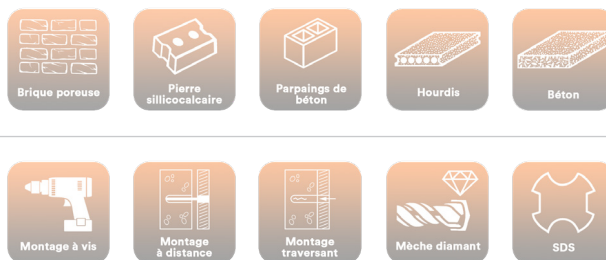 Brique poreuse
Pierre
sillicocalcaire
Parpaings de
béton
Hourdis
Béton
Montage à vis
Montage
à distance
Montage
traversant
Mèche diamant
SDS